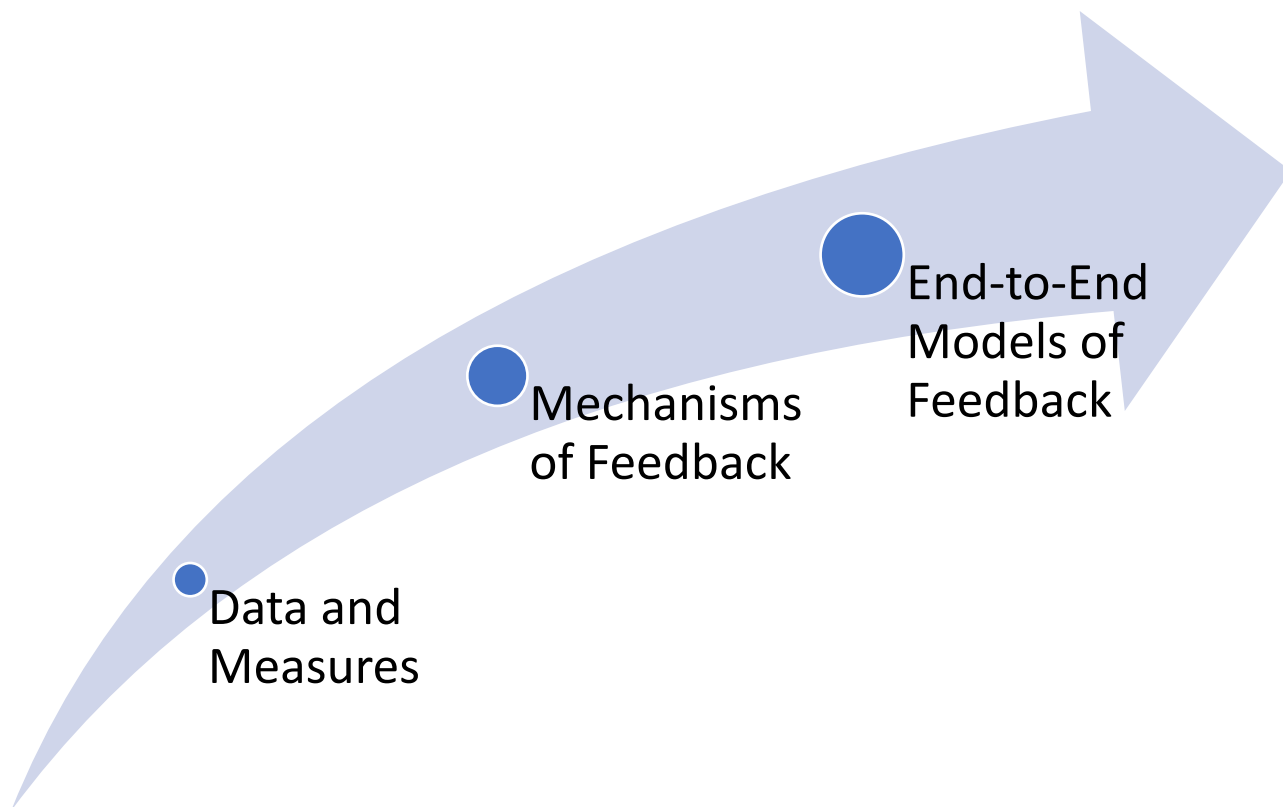 Data and
Measures
Mechanisms
of Feedback
End-to-End
Models of
Feedback